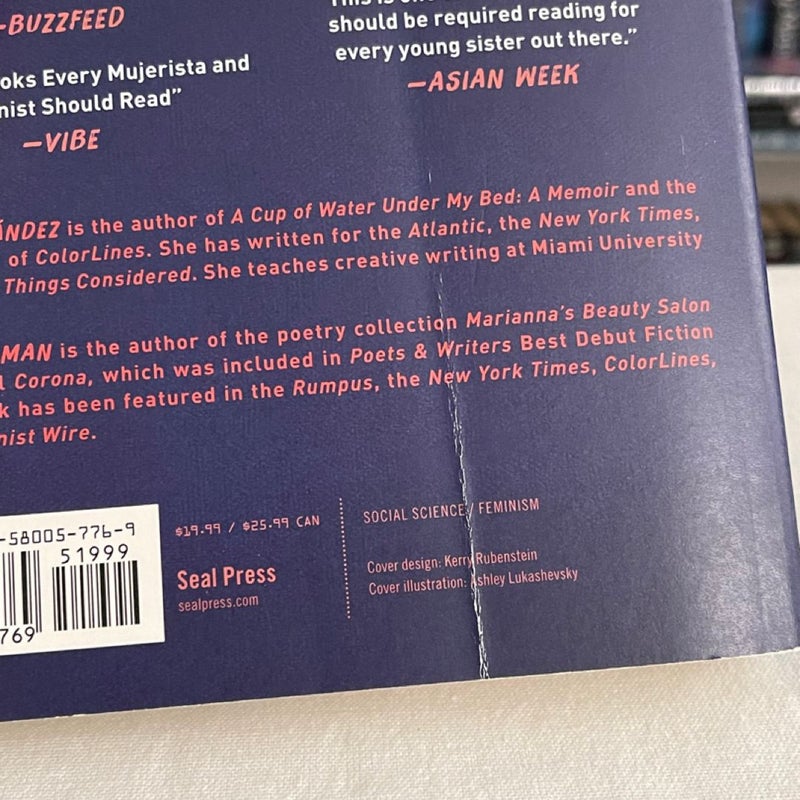 —BUZZFEED
should be required reading for
every young sister out there.”
—ASIAN WEEK
oks Every Mujerista and
nist Should Read”
—VIBE
ÁNDEZ is the author of A Cup of Water Under My Bed: A Memoir and the
of ColorLines. She has written for the Atlantic, the New York Times,
Things Considered. She teaches creative writing at Miami University
MAN is the author of the poetry collection Marianna’s Beauty Salon
l Corona, which was included in Poets & Writers Best Debut Fiction
k has been featured in the Rumpus, the New York Times, ColorLines,
nist Wire.
-58005-776-9
51999
769
$19.99 / $25.99 CAN
Seal Press
sealpress.com
SOCIAL SCIENCE / FEMINISM
Cover design: Kerry Rubenstein
Cover illustration: Ashley Lukashevsky